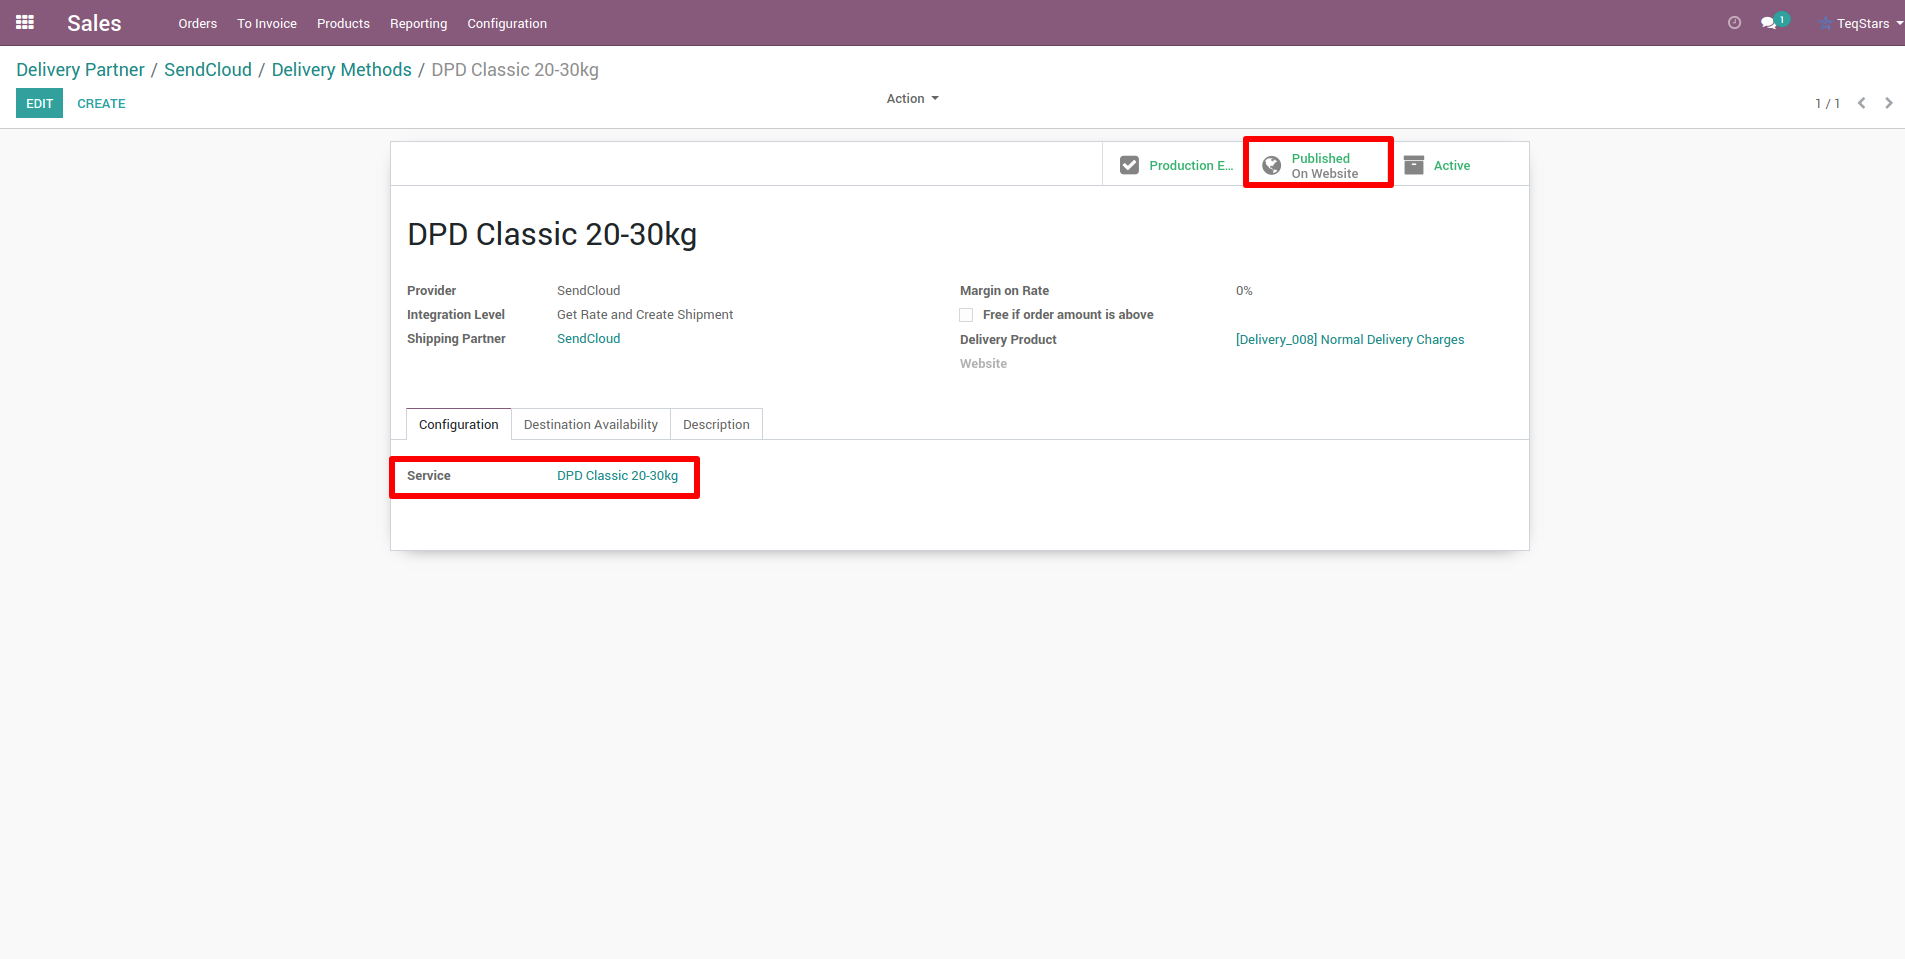 Sales Orders To Invoice Products Reporting Configuration 1 TeqStars
Delivery Partner / SendCloud / Delivery Methods / DPD Classic 20-30kg
EDIT CREATE Action 1 / 1
Production E... Published On Website Active
DPD Classic 20-30kg
Provider SendCloud Margin on Rate 0%
Integration Level Get Rate and Create Shipment Free if order amount is above
Shipping Partner SendCloud Delivery Product [Delivery_008] Normal Delivery Charges
Website
Configuration Destination Availability Description
Service DPD Classic 20-30kg